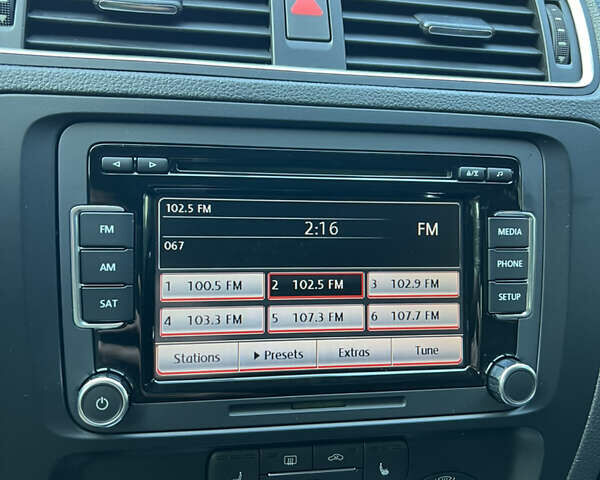 102.5 FM
2:16
FM
067
FM
AM
SAT
MEDIA
PHONE
SETUP
1 100.5 FM
2 102.5 FM
3 102.9 FM
4 103.3 FM
5 107.3 FM
6 107.7 FM
Stations
Presets
Extras
Tune